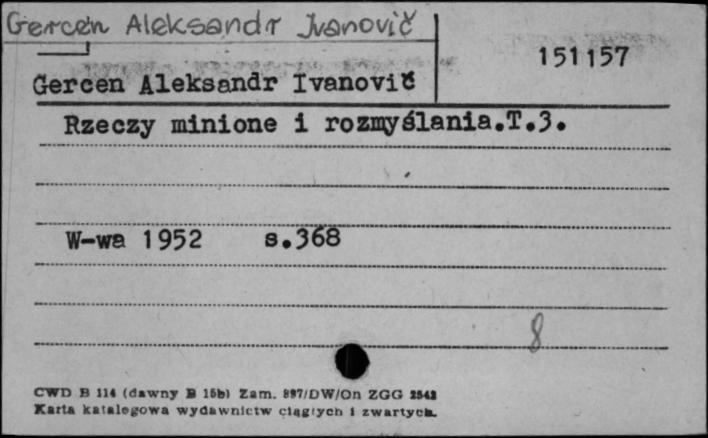 Gercen Aleksandr Ivanovič
151157
Gercen Aleksandr Ivanovič
Rzeczy minione i rozmyślania.T.3.
W-wa 1952 s.368
8
CWD B 114 (dawny B 15b) Zam. 897/DW/On ZGG 2542
Karta katalogowa wydawnictw ciągłych i zwartych.